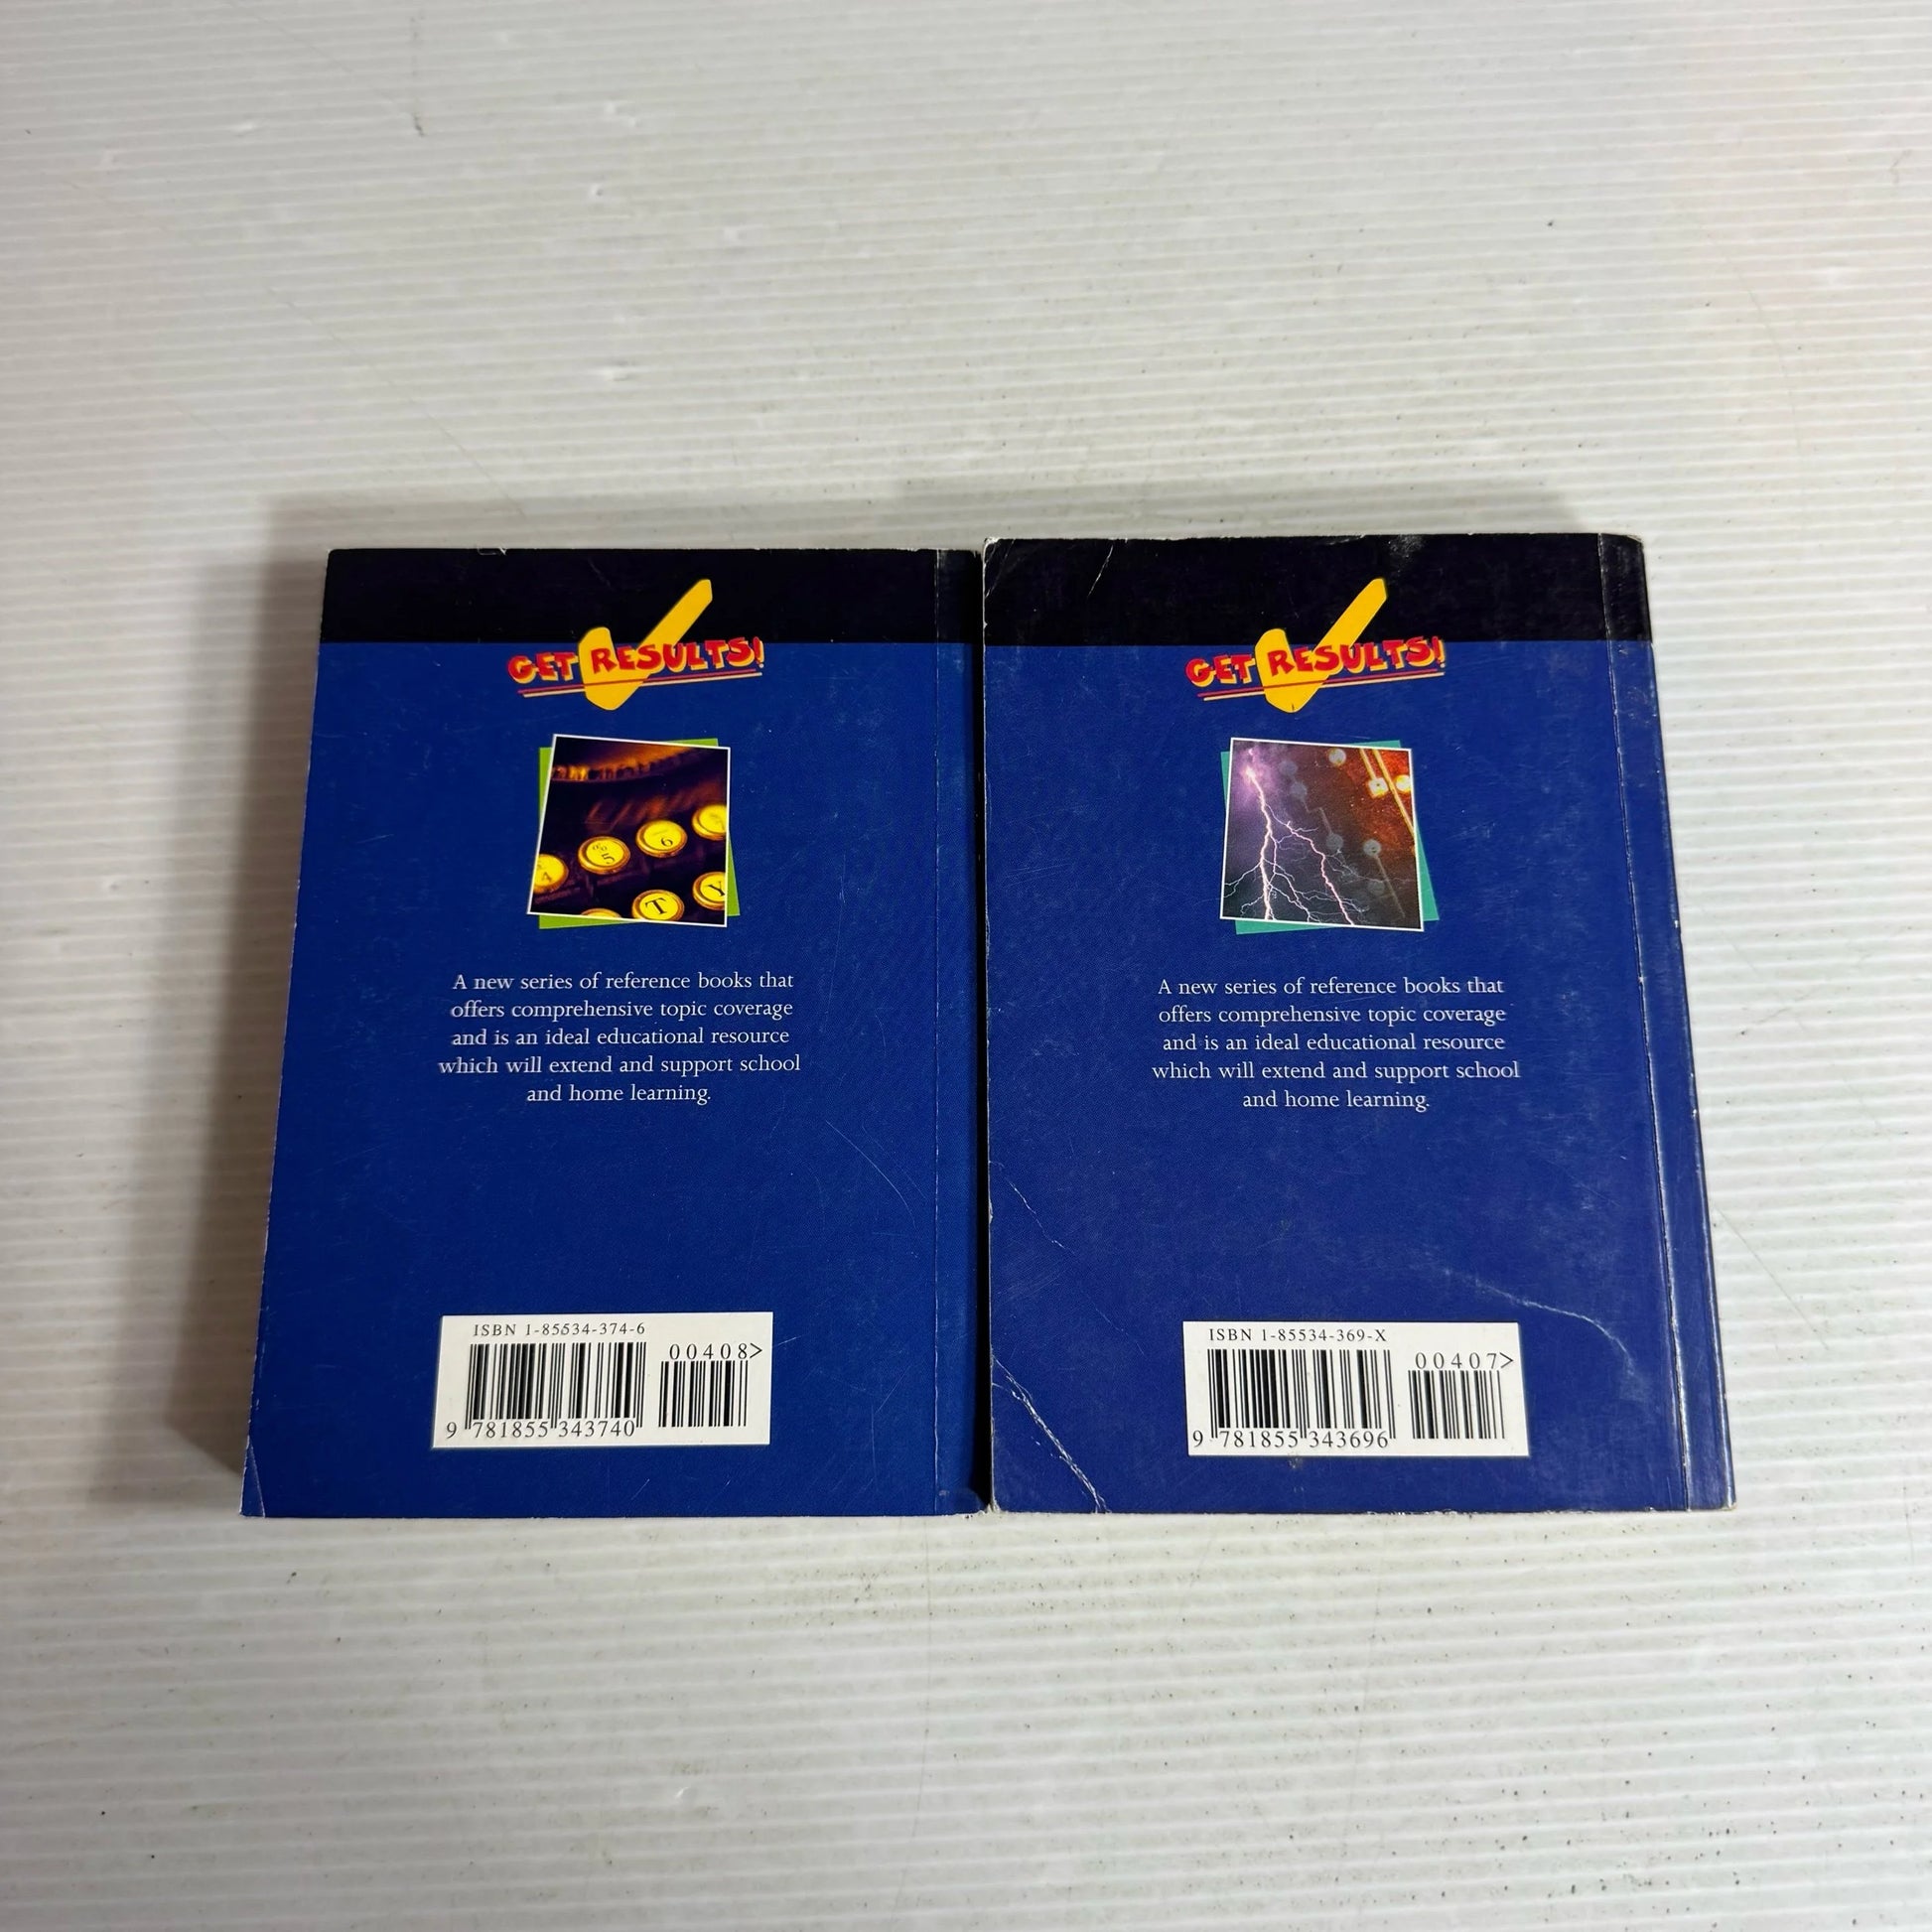 GET RESULTS!
4
5
6
T
Y
A new series of reference books that
offers comprehensive topic coverage
and is an ideal educational resource
which will extend and support school
and home learning.
ISBN 1-85534-374-6
00408>
9 781855 343740
GET RESULTS!
A new series of reference books that
offers comprehensive topic coverage
and is an ideal educational resource
which will extend and support school
and home learning.
ISBN 1-85534-369-X
00407>
9 781855 343696